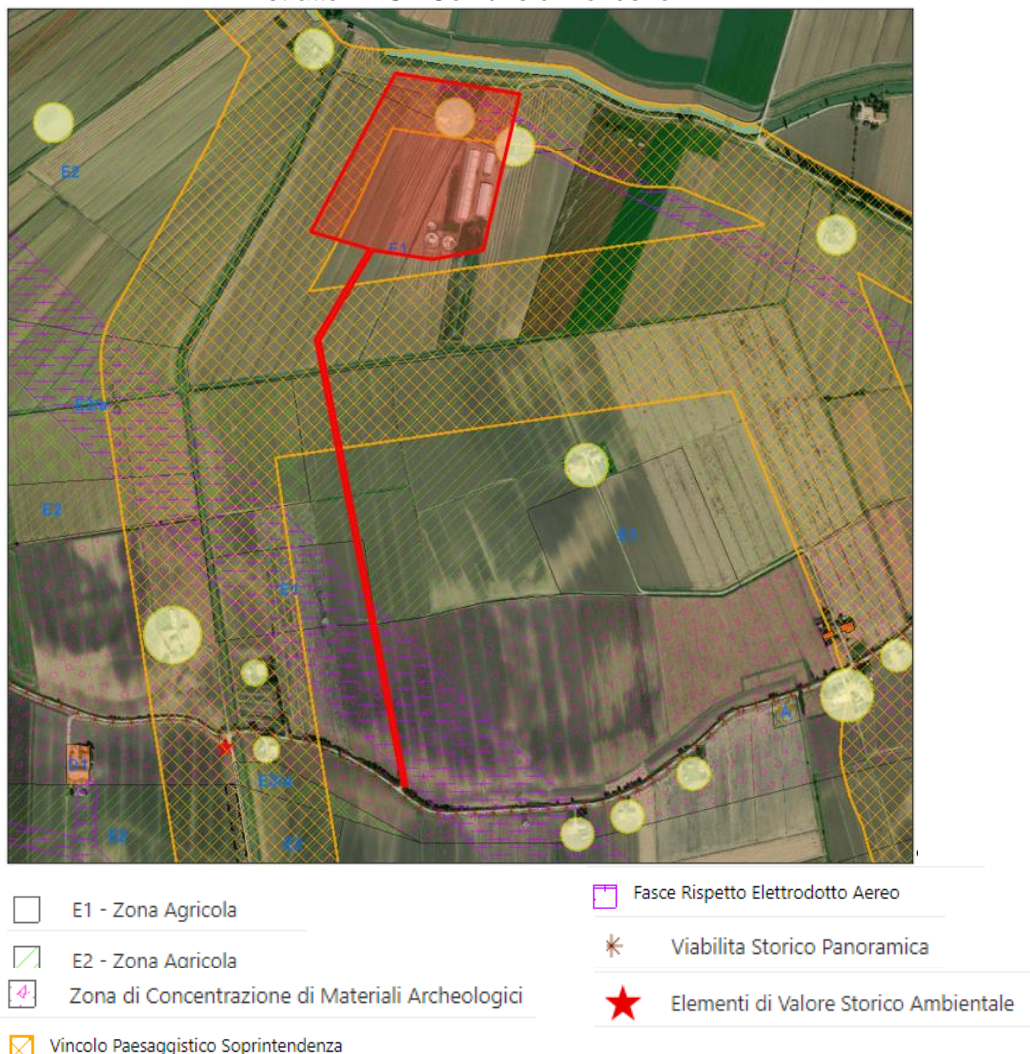 E2
E1
E2
E1
E1
A
D1
E2
E1 - Zona Agricola
E2 - Zona Agricola
Zona di Concentrazione di Materiali Archeologici
Vincolo Paesaggistico Soprintendenza
Fasce Rispetto Elettrodotto Aereo
Viabilita Storico Panoramica
Elementi di Valore Storico Ambientale